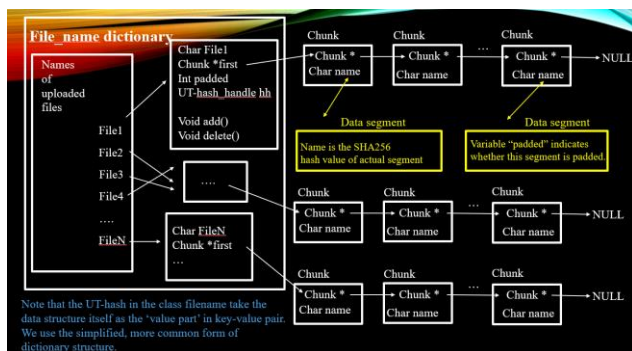 File_name dictionary
Names
of
uploaded
files
File1
File2
File3
File4
….
FileN
Char File1
Chunk *first
Int padded
UT-hash_handle hh
Void add()
Void delete()
….
Char FileN
Chunk *first
…
Chunk
Chunk *
Char name
Chunk
Chunk *
Char name
…
Chunk
Chunk *
Char name
NULL
Data segment
Name is the SHA256
hash value of actual segment
Data segment
Variable “padded” indicates
whether this segment is padded.
Chunk
Chunk *
Char name
Chunk
Chunk *
Char name
…
Chunk
Chunk *
Char name
NULL
Chunk
Chunk *
Char name
Chunk
Chunk *
Char name
…
Chunk
Chunk *
Char name
NULL
Note that the UT-hash in the class filename take the
data structure itself as the ‘value part’ in key-value pair.
We use the simplified, more common form of
dictionary structure.